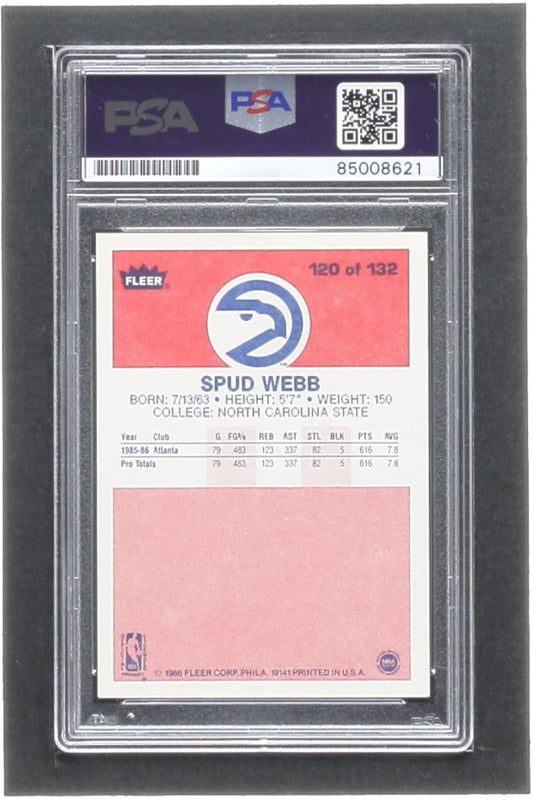 PSA PSA
85008621
120 of 132
FLEER
SPUD WEBB
BORN: 7/13/63 • HEIGHT: 5'7" • WEIGHT: 150
COLLEGE: NORTH CAROLINA STATE
Year Club G FG% REB AST STL BLK PTS AVG
1985-86 Atlanta 79 .483 123 337 82 5 616 7.8
Pro Totals 79 .483 123 337 82 5 616 7.8
© 1986 FLEER CORP. PHILA. 19141 PRINTED IN U.S.A.
PSA